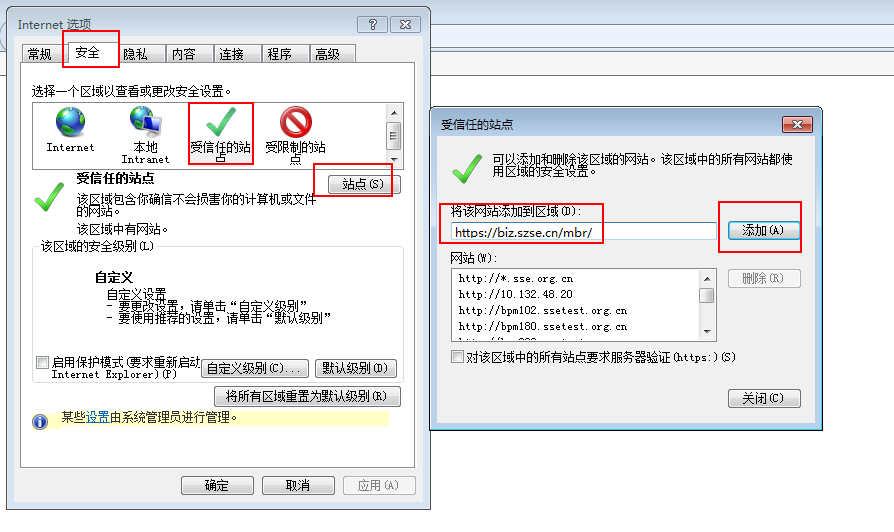 Internet 选项
常规 安全 隐私 内容 连接 程序 高级
选择一个区域以查看或更改安全设置。
Internet
本地
Intranet
受信任的站
点
受限制的站
点
受信任的站点
站点(S)
该区域包含你确信不会损害你的计算机或文件
的网站。
该区域中有网站。
该区域的安全级别(L)
自定义
自定义设置
- 要更改设置，请单击“自定义级别”
- 要使用推荐的设置，请单击“默认级别”
启用保护模式(要求重新启动
Internet Explorer)(P)
自定义级别(C)...
默认级别(D)
将所有区域重置为默认级别(R)
某些设置由系统管理员进行管理。
确定 取消 应用(A)
受信任的站点
可以添加和删除该区域的网站。该区域中的所有网站都使
用区域的安全设置。
将该网站添加到区域(D):
https://biz.szse.cn/mbr/
添加(A)
网站(W):
http://*.sse.org.cn
http://10.132.48.20
http://bpm102.ssetest.org.cn
http://bpm180.ssetest.org.cn
删除(R)
对该区域中的所有站点要求服务器验证(https:)(S)
关闭(C)